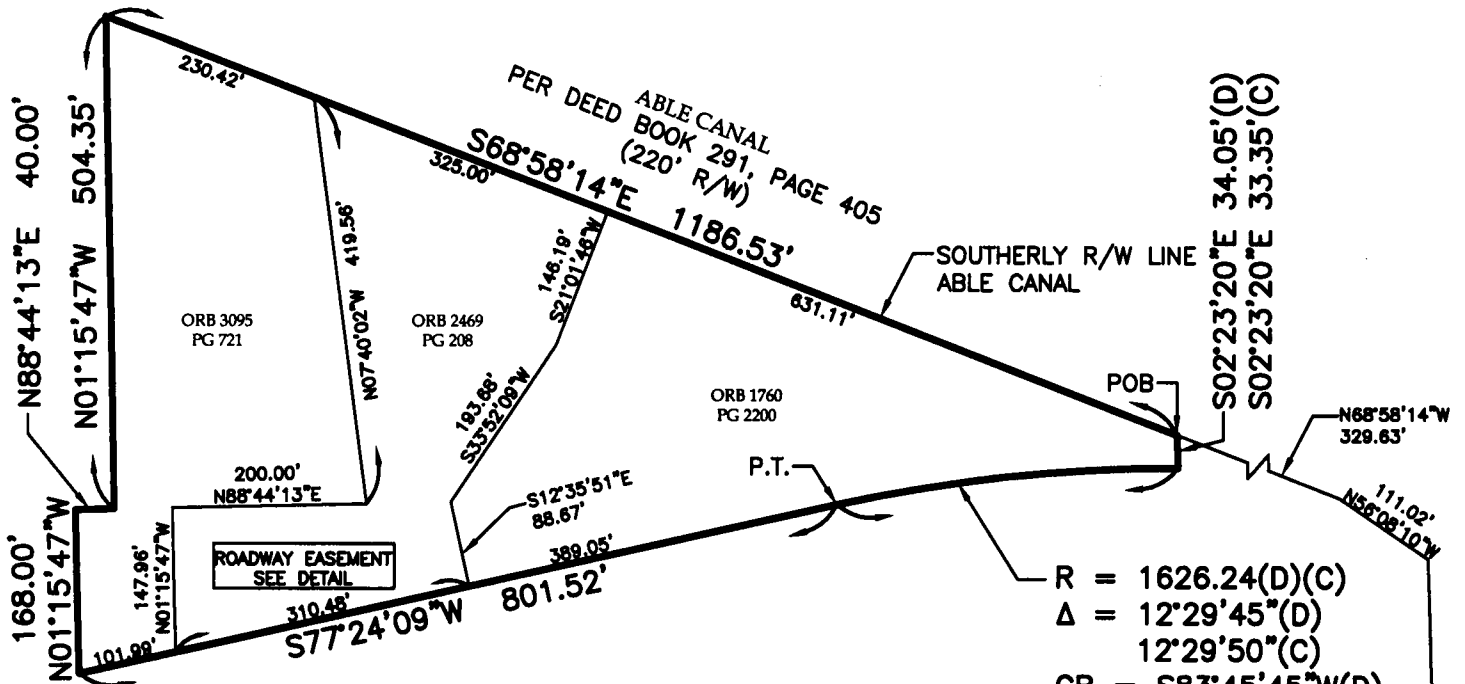 230.42'
PER DEED BOOK 291, PAGE 405
ABLE CANAL
(220' R/W)
S68°58'14"E 1186.53'
325.00'
631.11'
SOUTHERLY R/W LINE
ABLE CANAL
S02°23'20"E 34.05'(D)
S02°23'20"E 33.35'(C)
N88°44'13"E 40.00'
N01°15'47"W 504.35'
419.56'
N07°40'02"W
146.19'
S21°01'46"W
ORB 3095
PG 721
ORB 2469
PG 208
193.68'
S33°52'09"W
ORB 1760
PG 2200
POB
N68°58'14"W
329.63'
111.02'
N56°08'10"W
P.T.
200.00'
N88°44'13"E
S12°35'51"E
88.67'
168.00'
N01°15'47"W
147.96'
N01°15'47"W
ROADWAY EASEMENT
SEE DETAIL
389.05'
310.48'
S77°24'09"W 801.52'
101.99'
R = 1626.24(D)(C)
Δ = 12°29'45"(D)
12°29'50"(C)
CB = S83°45'45"W(D)